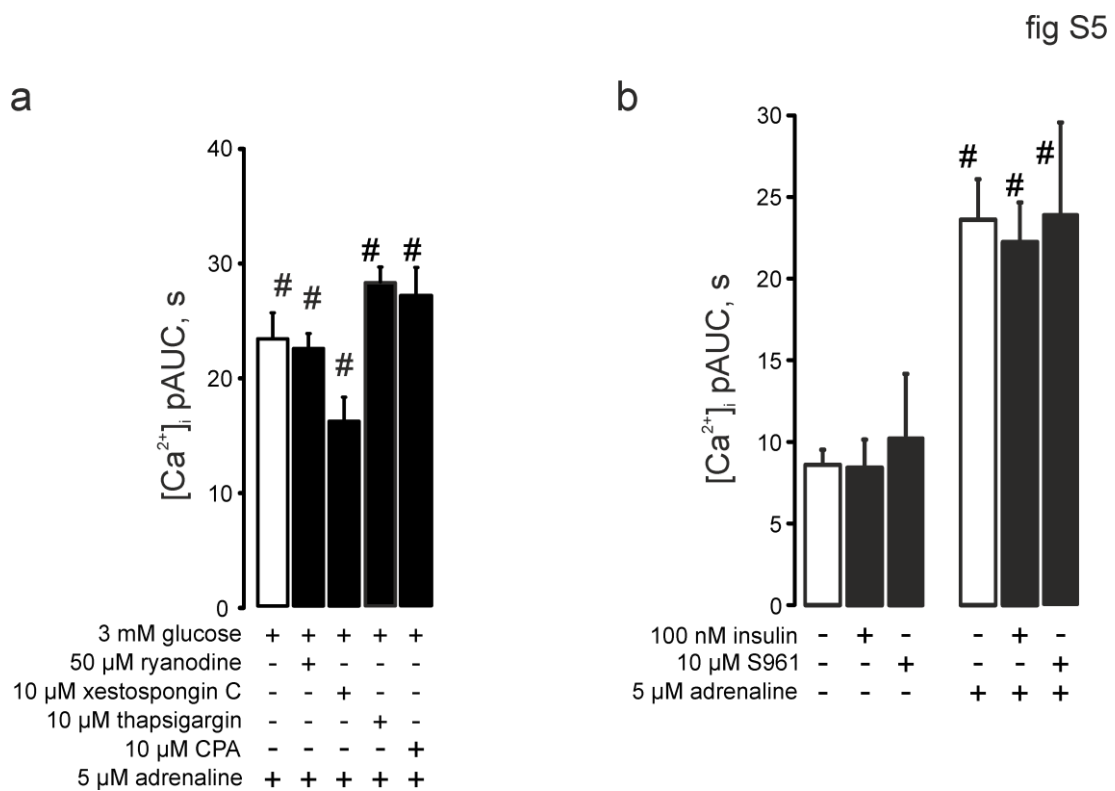 fig S5
a
40
30
20
10
0
[Ca²⁺]ᵢ pAUC, s
# # # # #
3 mM glucose + + + + +
50 µM ryanodine - + - - -
10 µM xestospongin C - - + - -
10 µM thapsigargin - - - + -
10 µM CPA - - - - +
5 µM adrenaline + + + + +
b
30
25
20
15
10
5
0
[Ca²⁺]ᵢ pAUC, s
# # #
100 nM insulin - + - - + -
10 µM S961 - - + - - +
5 µM adrenaline - - - + + +